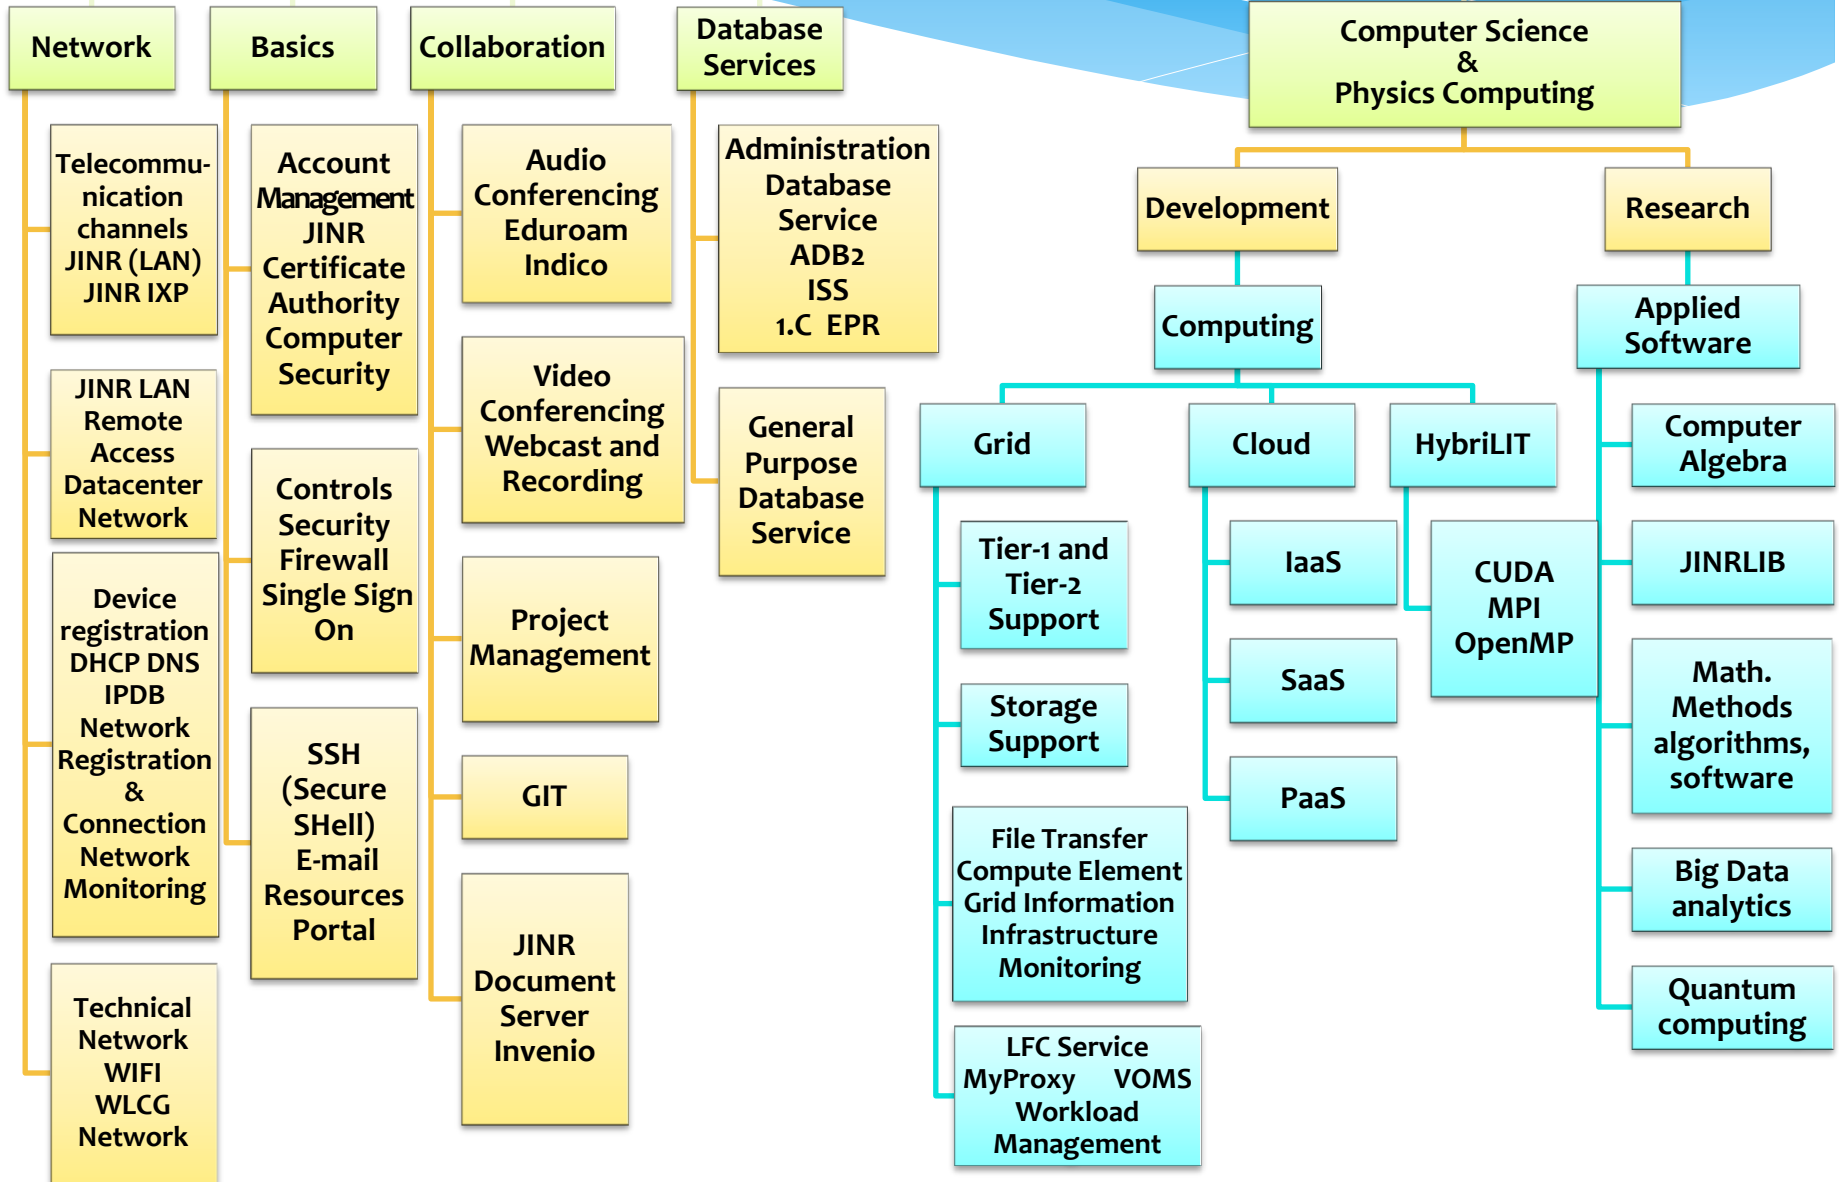 Network
Telecommu-
nication
channels
JINR (LAN)
JINR IXP
JINR LAN
Remote
Access
Datacenter
Network
Device
registration
DHCP DNS
IPDB
Network
Registration
&
Connection
Network
Monitoring
Technical
Network
WIFI
WLCG
Network
Basics
Account
Management
JINR
Certificate
Authority
Computer
Security
Controls
Security
Firewall
Single Sign
On
SSH
(Secure
SHell)
E-mail
Resources
Portal
Collaboration
Audio
Conferencing
Eduroam
Indico
Video
Conferencing
Webcast and
Recording
Project
Management
GIT
JINR
Document
Server
Invenio
Database
Services
Administration
Database
Service
ADB2
ISS
1.C EPR
General
Purpose
Database
Service
Computer Science
&
Physics Computing
Development
Computing
Grid
Tier-1 and
Tier-2
Support
Storage
Support
File Transfer
Compute Element
Grid Information
Infrastructure
Monitoring
LFC Service
MyProxy VOMS
Workload
Management
Cloud
IaaS
SaaS
PaaS
HybriLIT
CUDA
MPI
OpenMP
Research
Applied
Software
Computer
Algebra
JINRLIB
Math.
Methods
algorithms,
software
Big Data
analytics
Quantum
computing